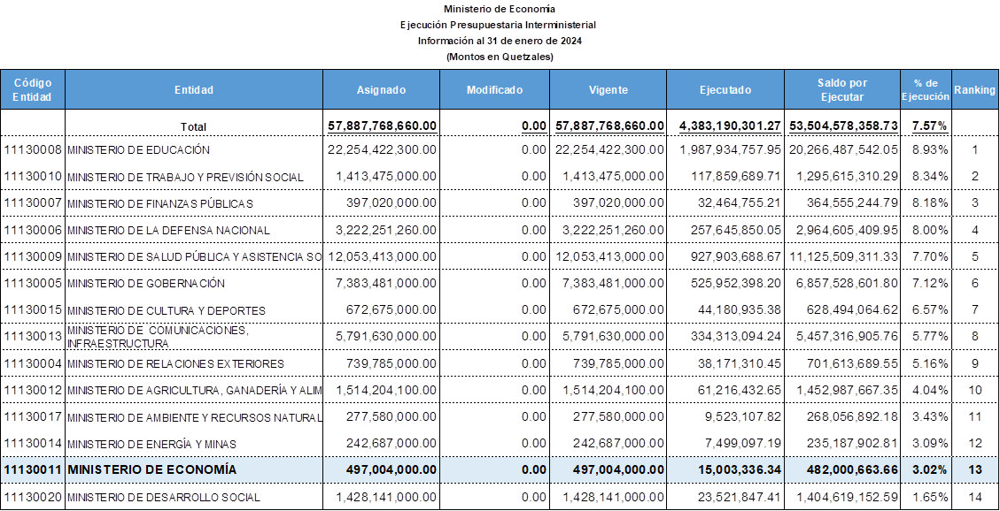 Ministerio de Economía
Ejecución Presupuestaria Interministerial
Información al 31 de enero de 2024
(Montos en Quetzales)
Código Entidad Entidad Asignado Modificado Vigente Ejecutado Saldo por Ejecutar % de Ejecución Ranking
Total 57,887,768,660.00 0.00 57,887,768,660.00 4,383,190,301.27 53,504,578,358.73 7.57%
11130008 MINISTERIO DE EDUCACIÓN 22,254,422,300.00 0.00 22,254,422,300.00 1,987,934,757.95 20,266,487,542.05 8.93% 1
11130010 MINISTERIO DE TRABAJO Y PREVISIÓN SOCIAL 1,413,475,000.00 0.00 1,413,475,000.00 117,859,689.71 1,295,615,310.29 8.34% 2
11130007 MINISTERIO DE FINANZAS PÚBLICAS 397,020,000.00 0.00 397,020,000.00 32,464,755.21 364,555,244.79 8.18% 3
11130006 MINISTERIO DE LA DEFENSA NACIONAL 3,222,251,260.00 0.00 3,222,251,260.00 257,645,850.05 2,964,605,409.95 8.00% 4
11130009 MINISTERIO DE SALUD PÚBLICA Y ASISTENCIA SO 12,053,413,000.00 0.00 12,053,413,000.00 927,903,688.67 11,125,509,311.33 7.70% 5
11130005 MINISTERIO DE GOBERNACIÓN 7,383,481,000.00 0.00 7,383,481,000.00 525,952,398.20 6,857,528,601.80 7.12% 6
11130015 MINISTERIO DE CULTURA Y DEPORTES 672,675,000.00 0.00 672,675,000.00 44,180,935.38 628,494,064.62 6.57% 7
11130013 MINISTERIO DE COMUNICACIONES, INFRAESTRUCTURA 5,791,630,000.00 0.00 5,791,630,000.00 334,313,094.24 5,457,316,905.76 5.77% 8
11130004 MINISTERIO DE RELACIONES EXTERIORES 739,785,000.00 0.00 739,785,000.00 38,171,310.45 701,613,689.55 5.16% 9
11130012 MINISTERIO DE AGRICULTURA, GANADERÍA Y ALIM 1,514,204,100.00 0.00 1,514,204,100.00 61,216,432.65 1,452,987,667.35 4.04% 10
11130017 MINISTERIO DE AMBIENTE Y RECURSOS NATURAL 277,580,000.00 0.00 277,580,000.00 9,523,107.82 268,056,892.18 3.43% 11
11130014 MINISTERIO DE ENERGÍA Y MINAS 242,687,000.00 0.00 242,687,000.00 7,499,097.19 235,187,902.81 3.09% 12
11130011 MINISTERIO DE ECONOMÍA 497,004,000.00 0.00 497,004,000.00 15,003,336.34 482,000,663.66 3.02% 13
11130020 MINISTERIO DE DESARROLLO SOCIAL 1,428,141,000.00 0.00 1,428,141,000.00 23,521,847.41 1,404,619,152.59 1.65% 14